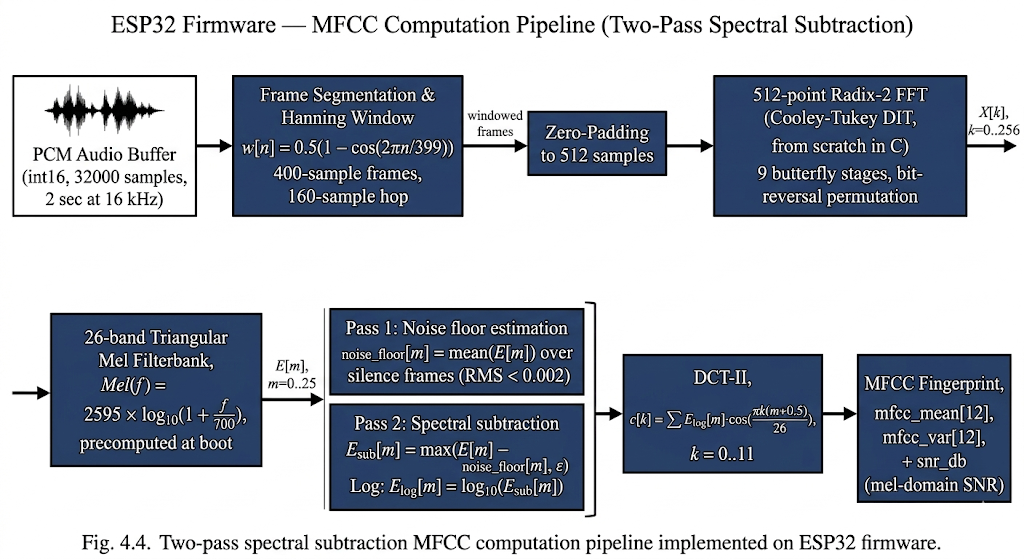 ESP32 Firmware — MFCC Computation Pipeline (Two-Pass Spectral Subtraction)
PCM Audio Buffer
(int16, 32000 samples,
2 sec at 16 kHz)
Frame Segmentation &
Hanning Window
w[n] = 0.5(1 − cos(2πn/399))
400-sample frames,
160-sample hop
windowed
frames
Zero-Padding
to 512 samples
512-point Radix-2 FFT
(Cooley-Tukey DIT,
from scratch in C)
9 butterfly stages, bit-
reversal permutation
X[k],
k=0..256
26-band Triangular
Mel Filterbank,
Mel(f) =
2595 × log₁₀(1 + f/700),
precomputed at boot
E[m],
m=0..25
Pass 1: Noise floor estimation
noise_floor[m] = mean(E[m]) over
silence frames (RMS < 0.002)
Pass 2: Spectral subtraction
E_sub[m] = max(E[m] −
noise_floor[m], ε)
Log: E_log[m] = log₁₀(E_sub[m])
DCT-II,
c[k] = ∑ E_log[m]·cos(πk(m+0.5)/26),
k = 0..11
MFCC Fingerprint,
mfcc_mean[12],
mfcc_var[12],
+ snr_db
(mel-domain SNR)
Fig. 4.4. Two-pass spectral subtraction MFCC computation pipeline implemented on ESP32 firmware.